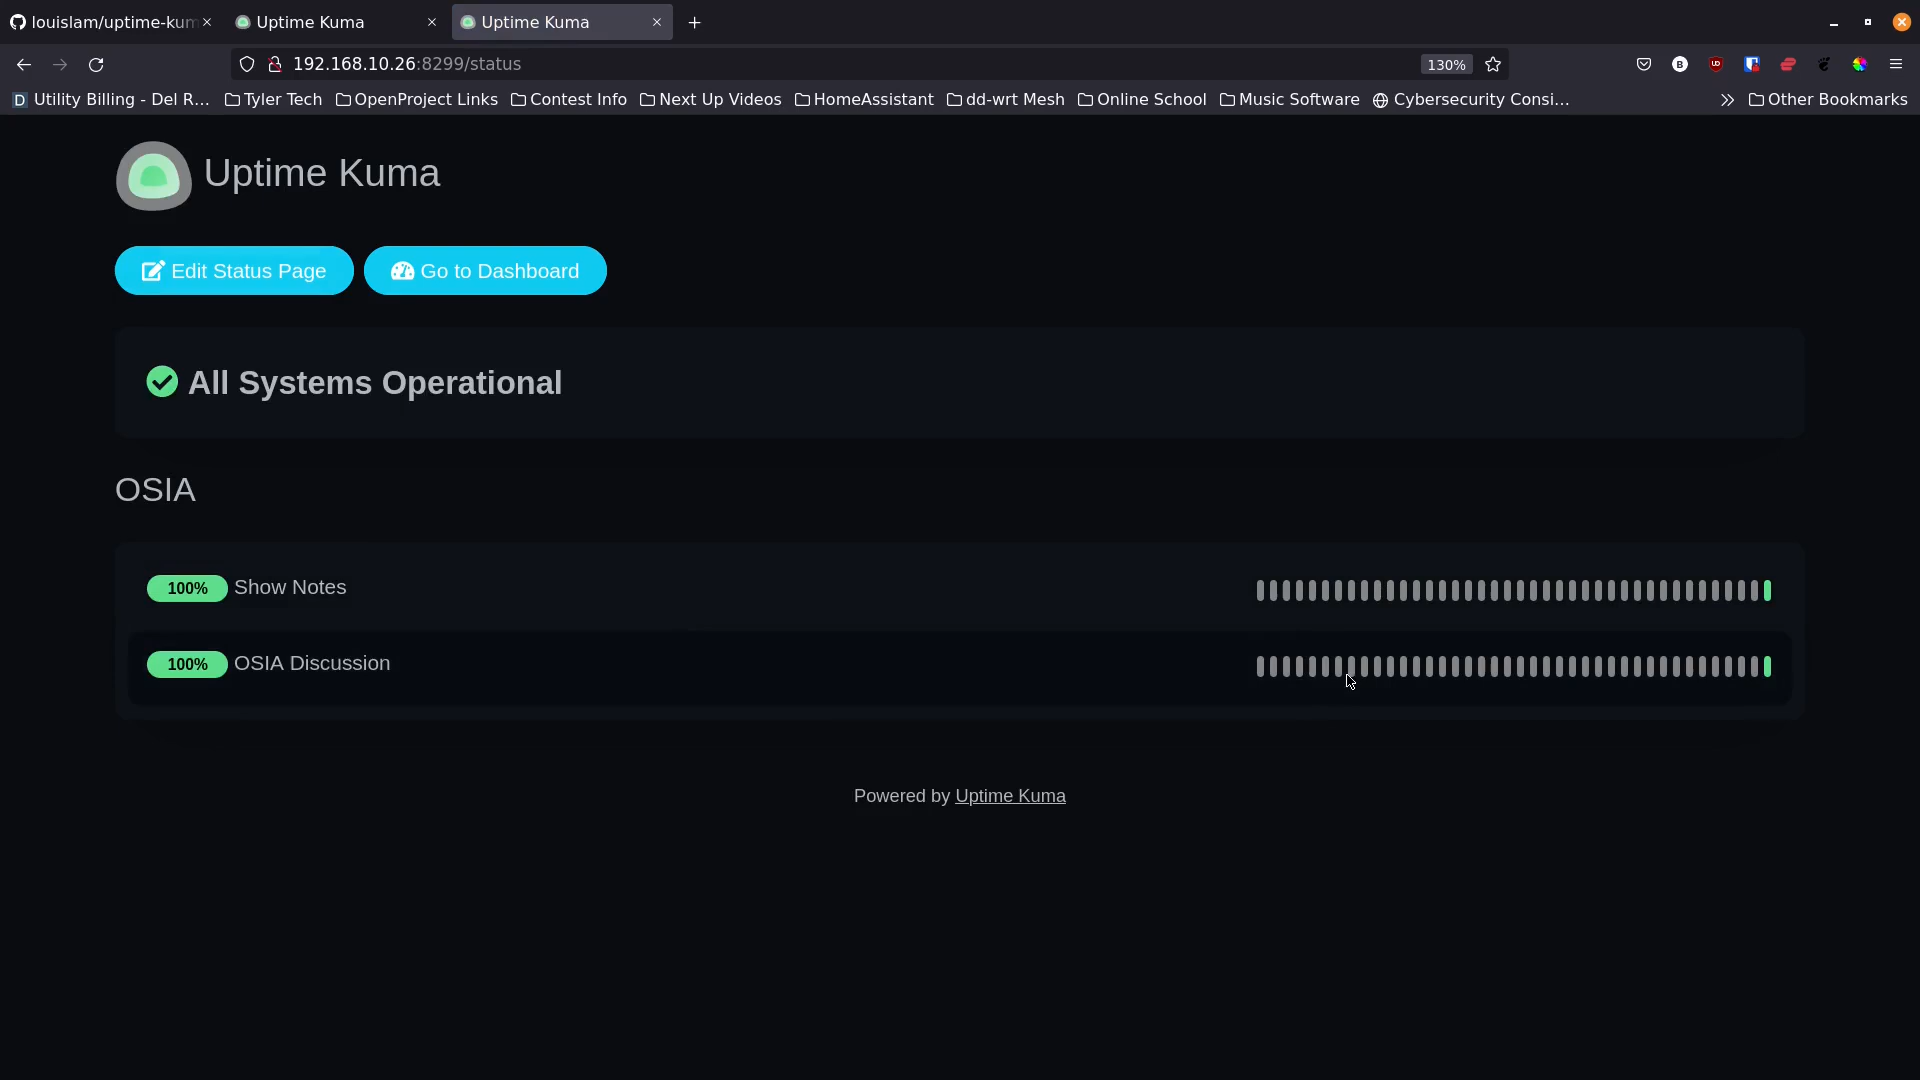 louislam/uptime-kum
Uptime Kuma
Uptime Kuma
192.168.10.26:8299/status
130%
Utility Billing - Del R...
Tyler Tech
OpenProject Links
Contest Info
Next Up Videos
HomeAssistant
dd-wrt Mesh
Online School
Music Software
Cybersecurity Consi...
Other Bookmarks
Uptime Kuma
Edit Status Page
Go to Dashboard
All Systems Operational
OSIA
100% Show Notes
100% OSIA Discussion
Powered by Uptime Kuma